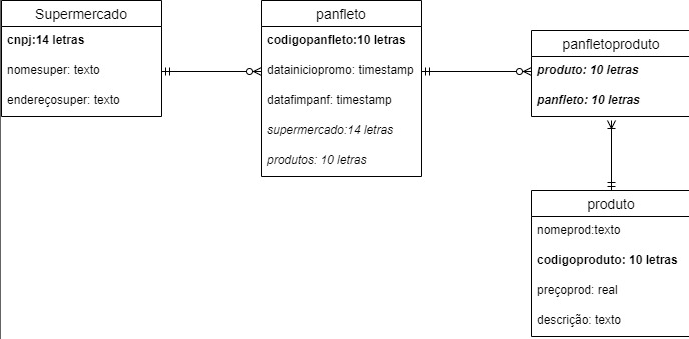 Supermercado
cnpj:14 letras
nomesuper: texto
endereçosuper: texto
panfleto
codigopanfleto:10 letras
datainiciopromo: timestamp
datafimpanf: timestamp
supermercado:14 letras
produtos: 10 letras
panfletoproduto
produto: 10 letras
panfleto: 10 letras
produto
nomeprod:texto
codigoproduto: 10 letras
preçoprod: real
descrição: texto